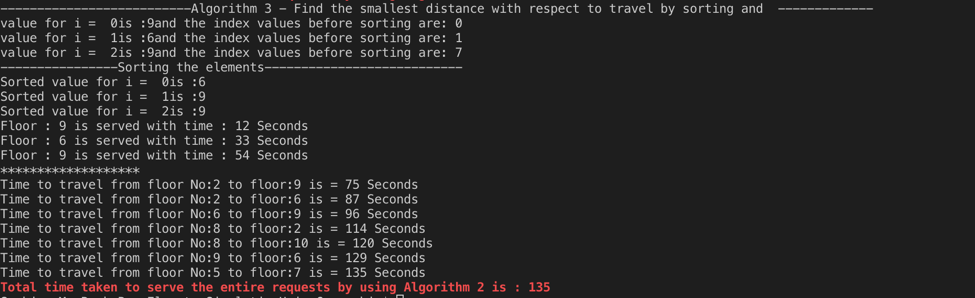 --------------------------Algorithm 3 - Find the smallest distance with respect to travel by sorting and  -------------
value for i =  0is :9and the index values before sorting are: 0
value for i =  1is :6and the index values before sorting are: 1
value for i =  2is :9and the index values before sorting are: 7
----------------Sorting the elements---------------------------
Sorted value for i =  0is :6
Sorted value for i =  1is :9
Sorted value for i =  2is :9
Floor : 9 is served with time : 12 Seconds
Floor : 6 is served with time : 33 Seconds
Floor : 9 is served with time : 54 Seconds
*******************
Time to travel from floor No:2 to floor:9 is = 75 Seconds
Time to travel from floor No:2 to floor:6 is = 87 Seconds
Time to travel from floor No:6 to floor:9 is = 96 Seconds
Time to travel from floor No:8 to floor:2 is = 114 Seconds
Time to travel from floor No:8 to floor:10 is = 120 Seconds
Time to travel from floor No:9 to floor:6 is = 129 Seconds
Time to travel from floor No:5 to floor:7 is = 135 Seconds
Total time taken to serve the entire requests by using Algorithm 2 is : 135